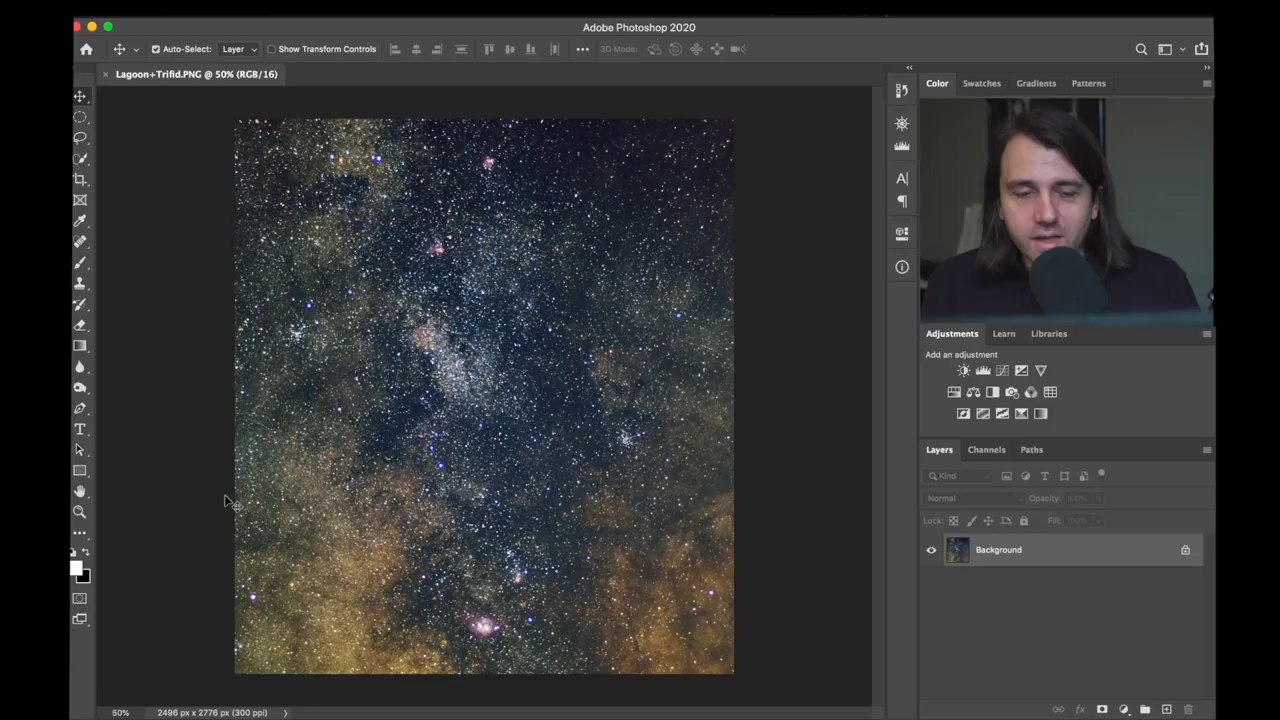 Adobe Photoshop 2020
Auto-Select: Layer Show Transform Controls 3D Mode:
Lagoon+Trifid.PNG @ 50% (RGB/16)
Color Swatches Gradients Patterns
Adjustments Learn Libraries
Add an adjustment
Layers Channels Paths
Kind
Normal Opacity: 100%
Lock: Fill: 100%
Background
50% 2496 px x 2776 px (300 ppi)